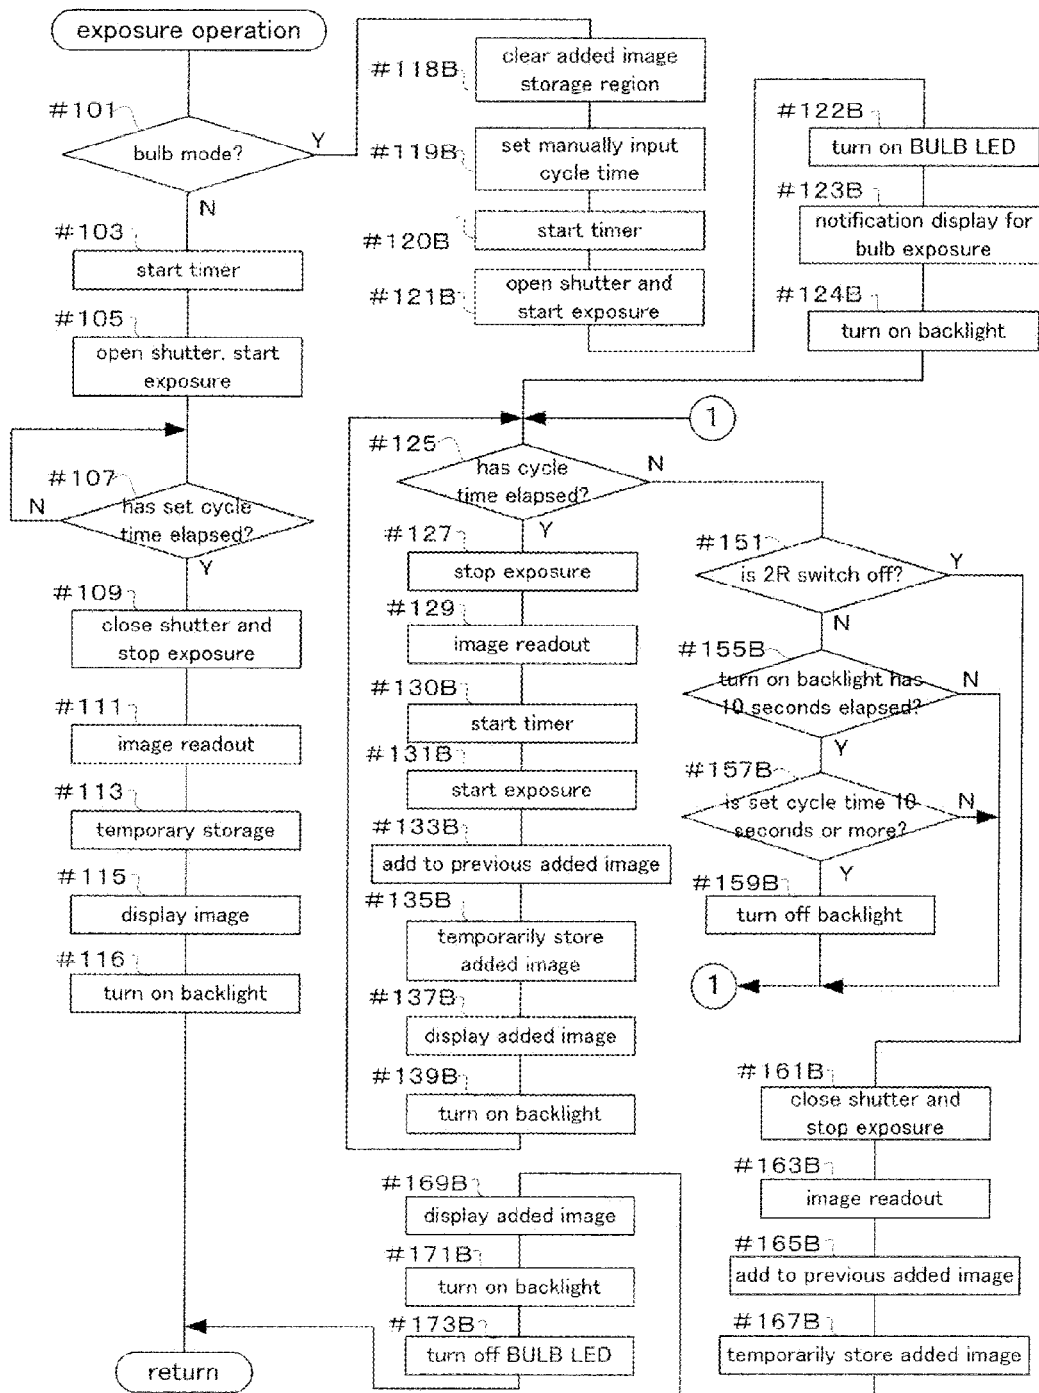 exposure operation
#101
bulb mode?
Y
N
#103
start timer
#105
open shutter. start
exposure
#107
has set cycle
time elapsed?
N
Y
#109
close shutter and
stop exposure
#111
image readout
#113
temporary storage
#115
display image
#116
turn on backlight
return
#118B
clear added image
storage region
#119B
set manually input
cycle time
#120B
start timer
#121B
open shutter and
start exposure
#122B
turn on BULB LED
#123B
notification display for
bulb exposure
#124B
turn on backlight
1
#125
has cycle
time elapsed?
N
Y
#127
stop exposure
#129
image readout
#130B
start timer
#131B
start exposure
#133B
add to previous added image
#135B
temporarily store
added image
#137B
display added image
#139B
turn on backlight
#151
is 2R switch off?
Y
N
#155B
turn on backlight has
10 seconds elapsed?
N
Y
#157B
is set cycle time 10
seconds or more?
N
Y
#159B
turn off backlight
1
#161B
close shutter and
stop exposure
#163B
image readout
#165B
add to previous added image
#167B
temporarily store added image
#169B
display added image
#171B
turn on backlight
#173B
turn off BULB LED